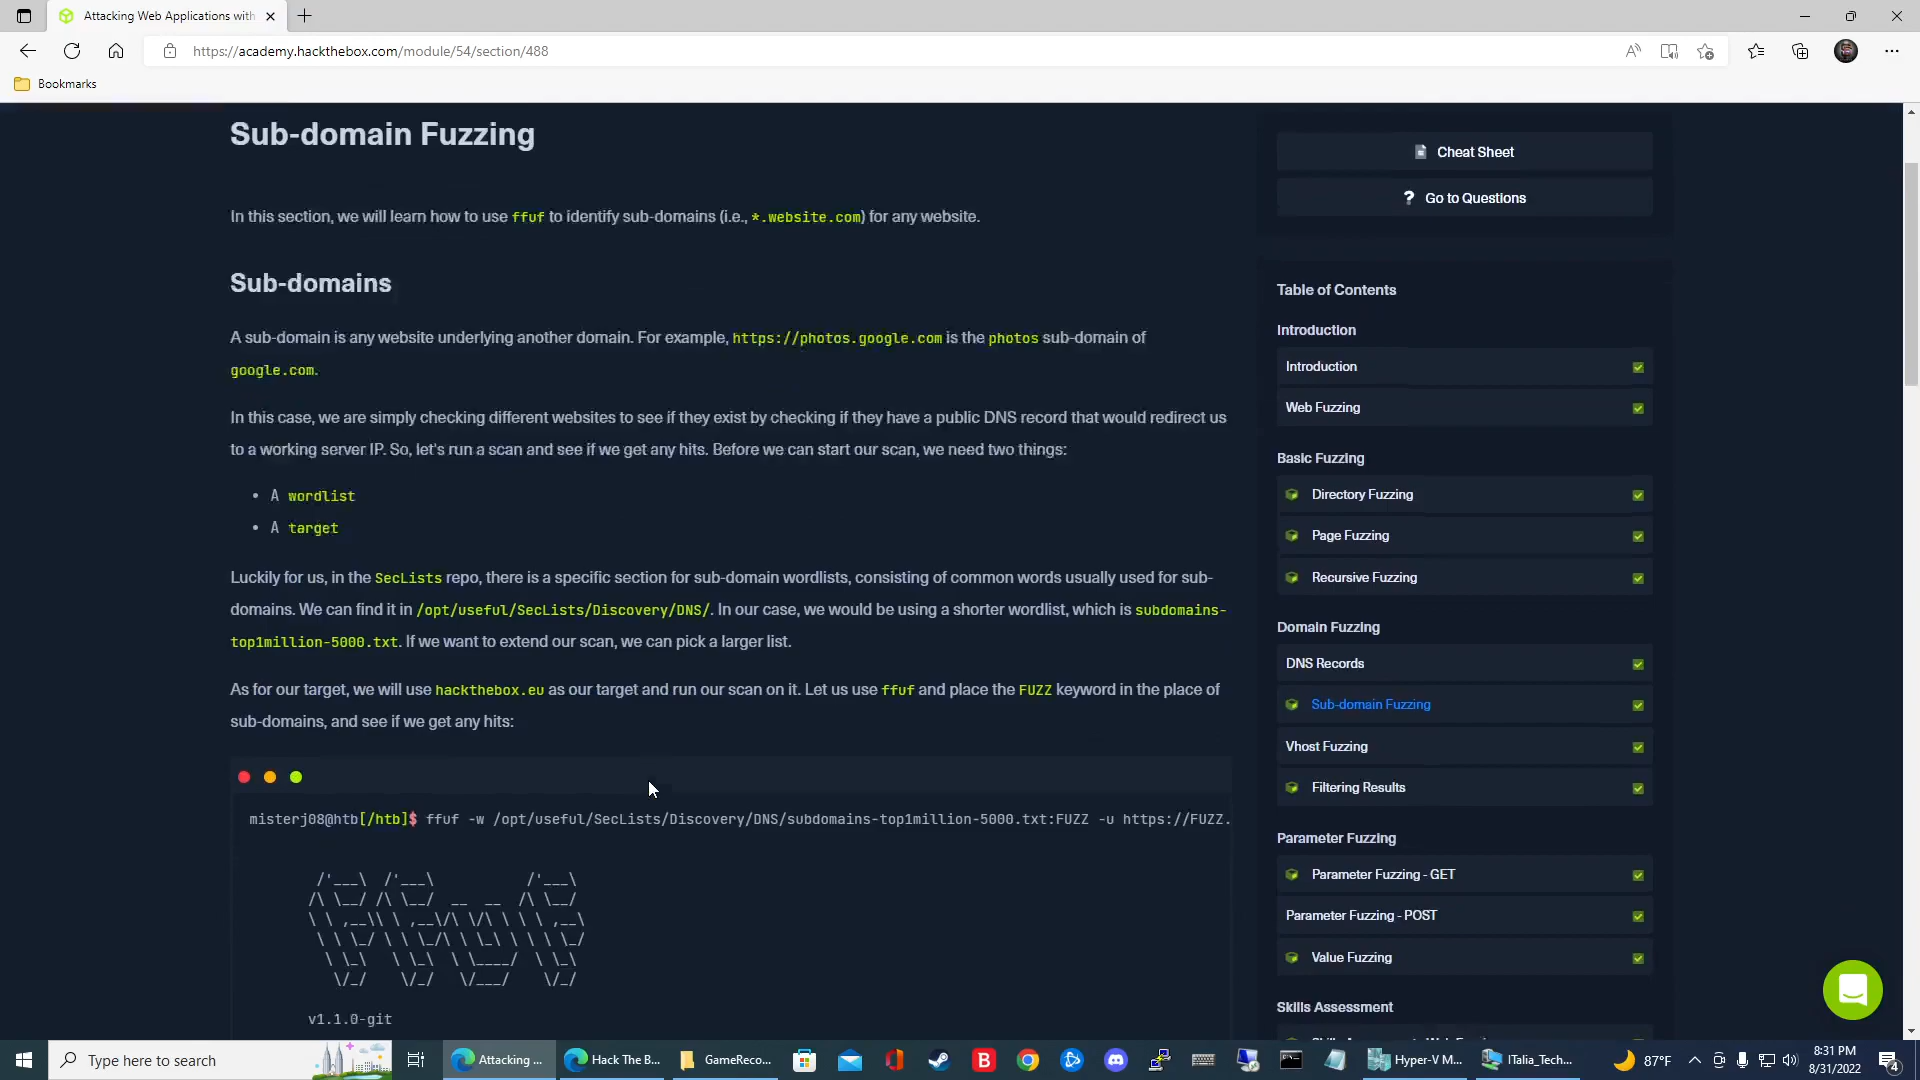 Attacking Web Applications with
https://academy.hackthebox.com/module/54/section/488
Bookmarks
Sub-domain Fuzzing
In this section, we will learn how to use ffuf to identify sub-domains (i.e., *.website.com) for any website.
Sub-domains
A sub-domain is any website underlying another domain. For example, https://photos.google.com is the photos sub-domain of
google.com.
In this case, we are simply checking different websites to see if they exist by checking if they have a public DNS record that would redirect us
to a working server IP. So, let's run a scan and see if we get any hits. Before we can start our scan, we need two things:
• A wordlist
• A target
Luckily for us, in the SecLists repo, there is a specific section for sub-domain wordlists, consisting of common words usually used for sub-
domains. We can find it in /opt/useful/SecLists/Discovery/DNS/. In our case, we would be using a shorter wordlist, which is subdomains-
top1million-5000.txt. If we want to extend our scan, we can pick a larger list.
As for our target, we will use hackthebox.eu as our target and run our scan on it. Let us use ffuf and place the FUZZ keyword in the place of
sub-domains, and see if we get any hits:
misterj08@htb[/htb]$ ffuf -w /opt/useful/SecLists/Discovery/DNS/subdomains-top1million-5000.txt:FUZZ -u https://FUZZ.
v1.1.0-git
Cheat Sheet
? Go to Questions
Table of Contents
Introduction
Introduction
Web Fuzzing
Basic Fuzzing
Directory Fuzzing
Page Fuzzing
Recursive Fuzzing
Domain Fuzzing
DNS Records
Sub-domain Fuzzing
Vhost Fuzzing
Filtering Results
Parameter Fuzzing
Parameter Fuzzing - GET
Parameter Fuzzing - POST
Value Fuzzing
Skills Assessment
Type here to search
Attacking ...
Hack The B...
GameReco...
Hyper-V M...
ITalia_Tech...
87°F
8:31 PM
8/31/2022
4